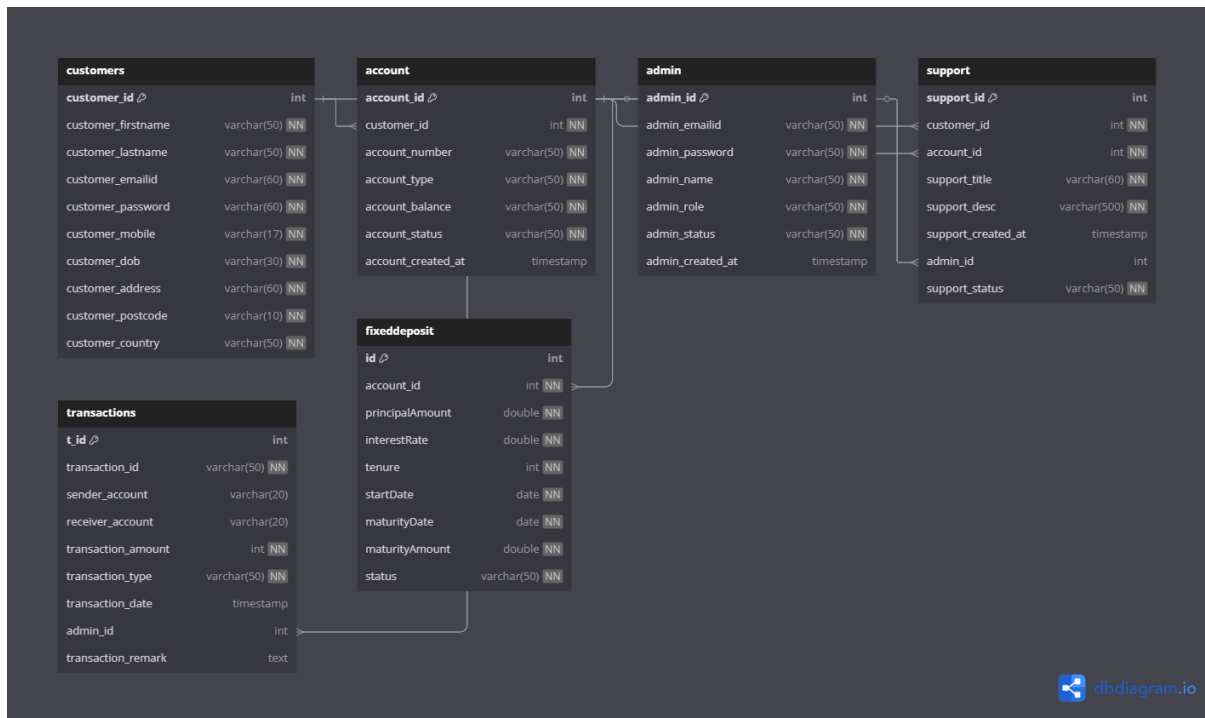 customers
customer_id int
customer_firstname varchar(50) NN
customer_lastname varchar(50) NN
customer_emailid varchar(60) NN
customer_password varchar(60) NN
customer_mobile varchar(17) NN
customer_dob varchar(30) NN
customer_address varchar(60) NN
customer_postcode varchar(10) NN
customer_country varchar(50) NN
account
account_id int
customer_id int NN
account_number varchar(50) NN
account_type varchar(50) NN
account_balance varchar(50) NN
account_status varchar(50) NN
account_created_at timestamp
admin
admin_id int
admin_emailid varchar(50) NN
admin_password varchar(50) NN
admin_name varchar(50) NN
admin_role varchar(50) NN
admin_status varchar(50) NN
admin_created_at timestamp
support
support_id int
customer_id int NN
account_id int NN
support_title varchar(60) NN
support_desc varchar(500) NN
support_created_at timestamp
admin_id int
support_status varchar(50) NN
fixeddeposit
id int
account_id int NN
principalAmount double NN
interestRate double NN
tenure int NN
startDate date NN
maturityDate date NN
maturityAmount double NN
status varchar(50) NN
transactions
t_id int
transaction_id varchar(50) NN
sender_account varchar(20)
receiver_account varchar(20)
transaction_amount int NN
transaction_type varchar(50) NN
transaction_date timestamp
admin_id int
transaction_remark text
dbdiagram.io